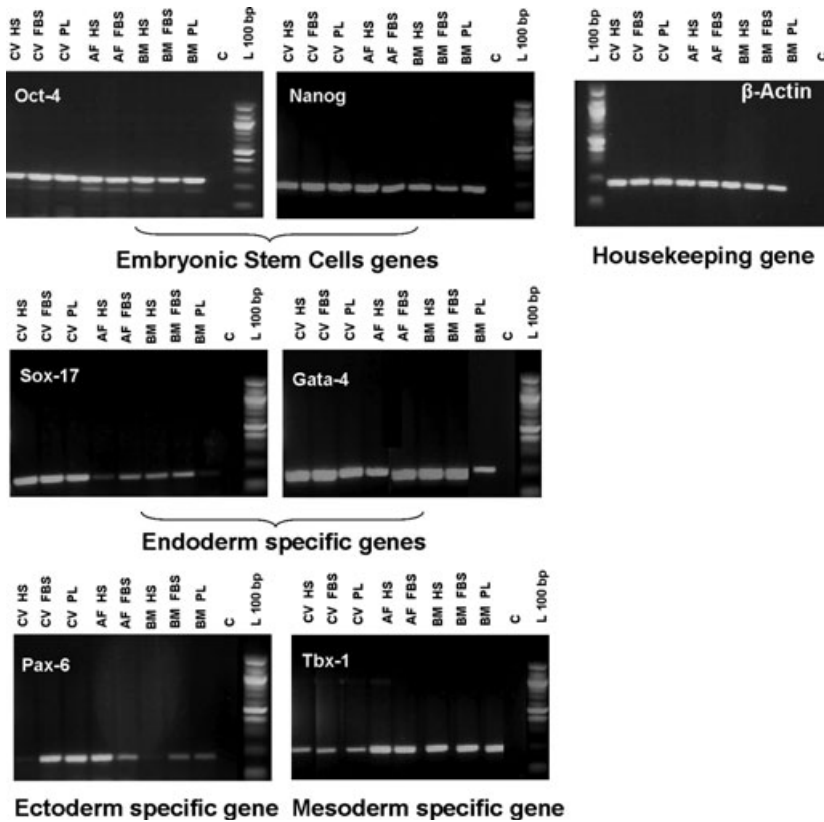 CV HS CV FBS CV PL AF HS AF FBS BM HS BM FBS BM PL C L 100 bp
Oct-4
CV HS CV FBS CV PL AF HS AF FBS BM HS BM FBS BM PL C L 100 bp
Nanog
Embryonic Stem Cells genes
CV HS CV FBS CV PL AF HS AF FBS BM HS BM FBS BM PL C
β-Actin
Housekeeping gene
CV HS CV FBS CV PL AF HS AF FBS BM HS BM FBS BM PL C L 100 bp
Sox-17
CV HS CV FBS CV PL AF HS AF FBS BM HS BM FBS BM PL C L 100 bp
Gata-4
Endoderm specific genes
CV HS CV FBS CV PL AF HS AF FBS BM HS BM FBS BM PL C L 100 bp
Pax-6
Ectoderm specific gene
CV HS CV FBS CV PL AF HS AF FBS BM HS BM FBS BM PL C L 100 bp
Tbx-1
Mesoderm specific gene